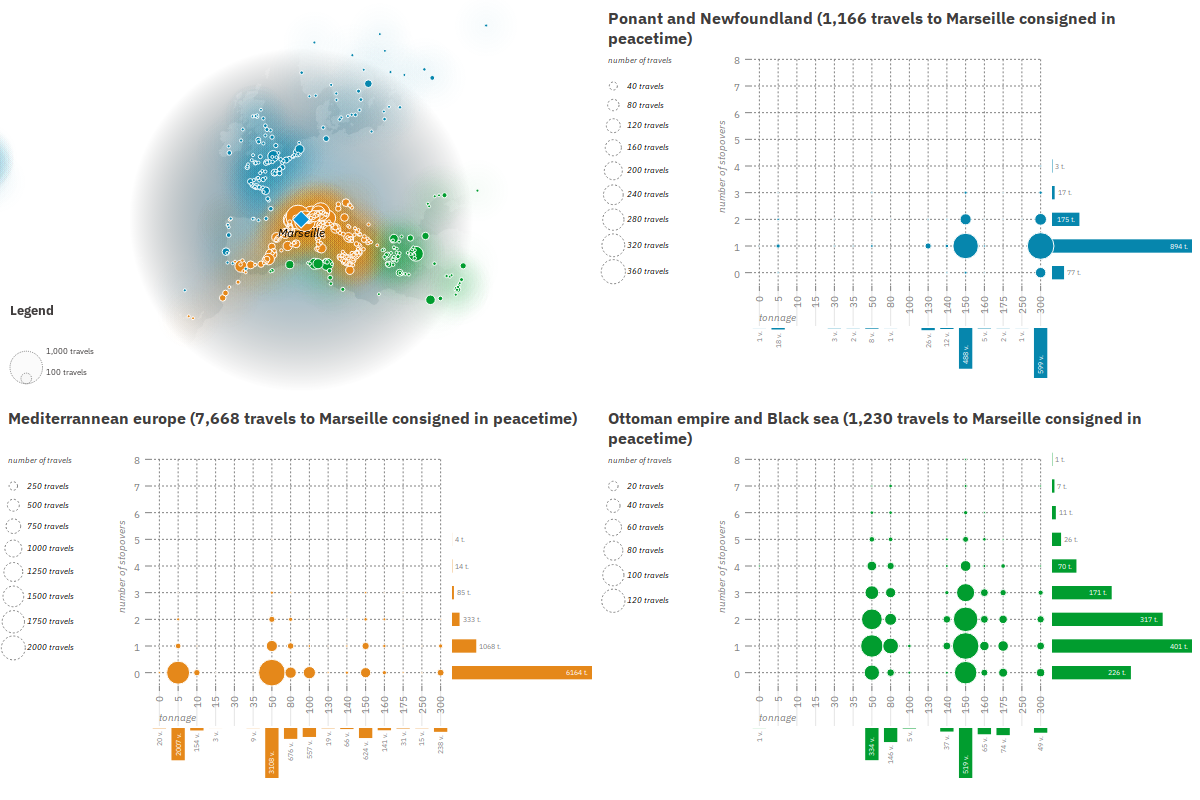 Marseille
Legend
1,000 travels
100 travels
Ponant and Newfoundland (1,166 travels to Marseille consigned in
peacetime)
number of travels
40 travels
80 travels
120 travels
160 travels
200 travels
240 travels
280 travels
320 travels
360 travels
number of stopovers
8
7
6
5
4
3
2
1
0
3 t.
17 t.
175 t.
894 t.
77 t.
0
5
10
15
30
35
50
80
100
130
140
150
160
175
250
300
tonnage
1 v.
18 v.
3 v.
2 v.
8 v.
1 v.
26 v.
12 v.
488 v.
5 v.
2 v.
1 v.
599 v.
Mediterrannean europe (7,668 travels to Marseille consigned in peacetime)
number of travels
250 travels
500 travels
750 travels
1000 travels
1250 travels
1500 travels
1750 travels
2000 travels
number of stopovers
8
7
6
5
4
3
2
1
0
4 t.
14 t.
85 t.
333 t.
1068 t.
6164 t.
0
5
10
15
30
35
50
80
100
130
140
150
160
175
250
300
tonnage
20 v.
2007 v.
154 v.
3 v.
9 v.
3108 v.
676 v.
557 v.
19 v.
66 v.
624 v.
141 v.
31 v.
15 v.
238 v.
Ottoman empire and Black sea (1,230 travels to Marseille consigned in
peacetime)
number of travels
20 travels
40 travels
60 travels
80 travels
100 travels
120 travels
number of stopovers
8
7
6
5
4
3
2
1
0
1 t.
7 t.
11 t.
26 t.
70 t.
171 t.
317 t.
401 t.
226 t.
0
5
10
15
30
35
50
80
100
130
140
150
160
175
250
300
tonnage
1 v.
334 v.
146 v.
5 v.
37 v.
519 v.
65 v.
74 v.
49 v.